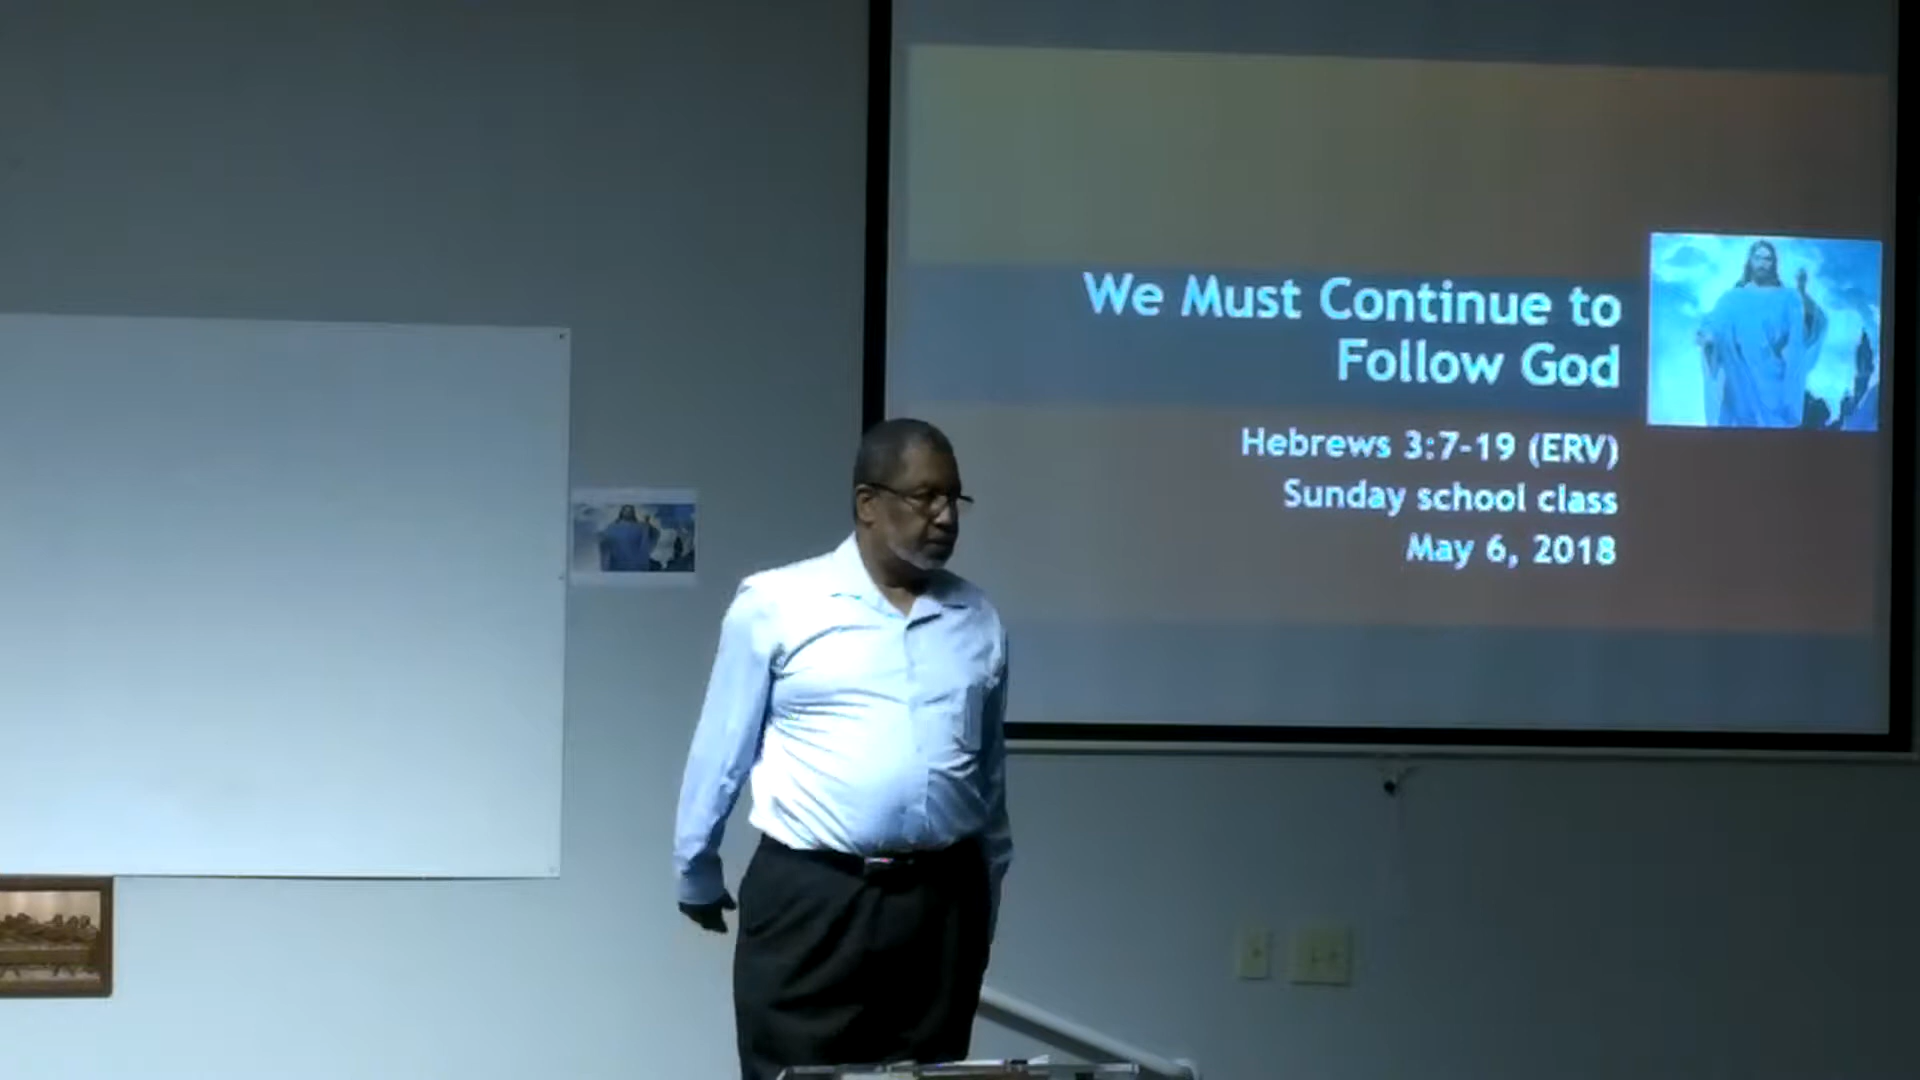 We Must Continue to
Follow God
Hebrews 3:7-19 (ERV)
Sunday school class
May 6, 2018